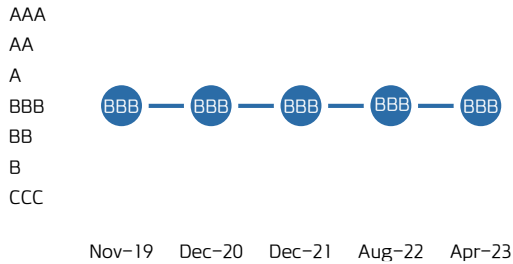 AAA
AA
A
BBB BBB BBB BBB BBB BBB
BB
B
CCC
Nov–19 Dec–20 Dec–21 Aug–22 Apr–23